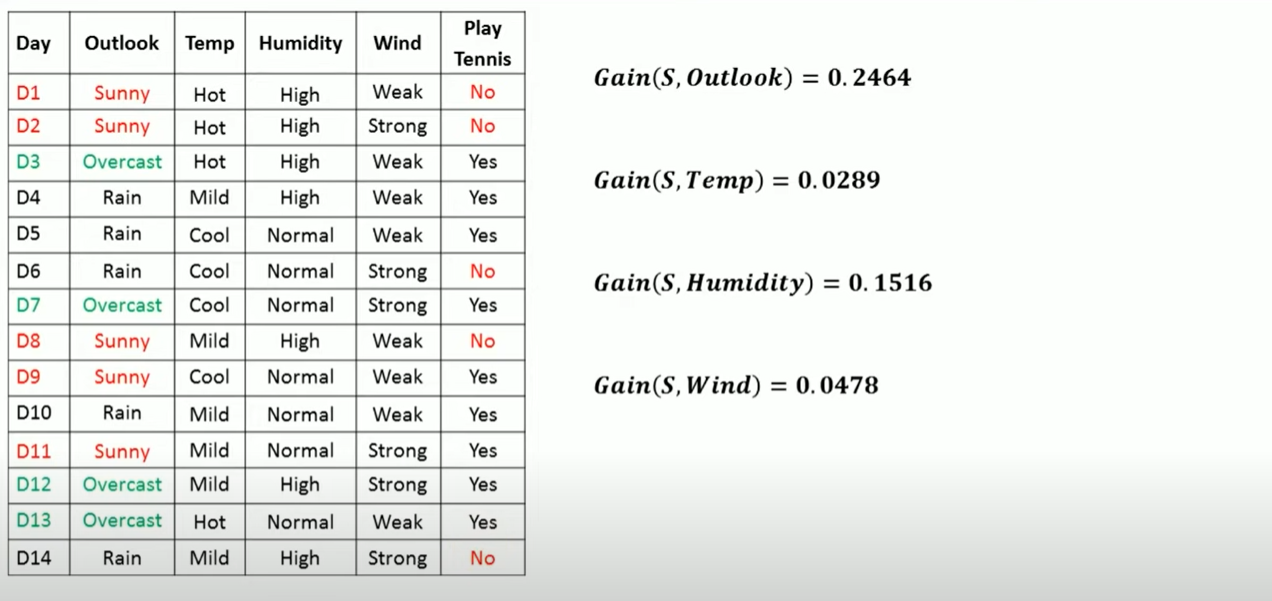 Day Outlook Temp Humidity Wind Play Tennis
D1 Sunny Hot High Weak No
D2 Sunny Hot High Strong No
D3 Overcast Hot High Weak Yes
D4 Rain Mild High Weak Yes
D5 Rain Cool Normal Weak Yes
D6 Rain Cool Normal Strong No
D7 Overcast Cool Normal Strong Yes
D8 Sunny Mild High Weak No
D9 Sunny Cool Normal Weak Yes
D10 Rain Mild Normal Weak Yes
D11 Sunny Mild Normal Strong Yes
D12 Overcast Mild High Strong Yes
D13 Overcast Hot Normal Weak Yes
D14 Rain Mild High Strong No
Gain(S, Outlook) = 0.2464
Gain(S, Temp) = 0.0289
Gain(S, Humidity) = 0.1516
Gain(S, Wind) = 0.0478